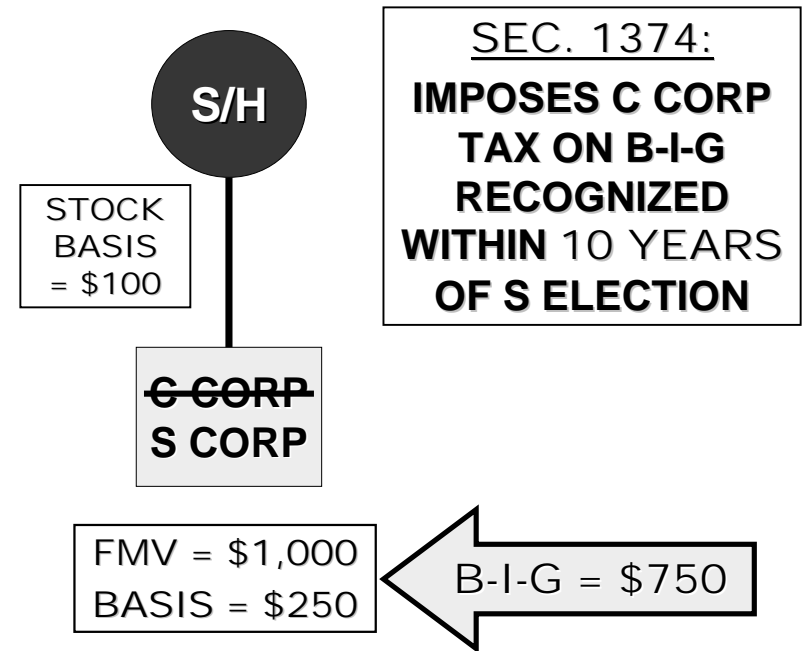 S/H
STOCK
BASIS
= $100
C CORP
S CORP
SEC. 1374:
IMPOSES C CORP
TAX ON B-I-G
RECOGNIZED
WITHIN 10 YEARS
OF S ELECTION
FMV = $1,000
BASIS = $250
B-I-G = $750